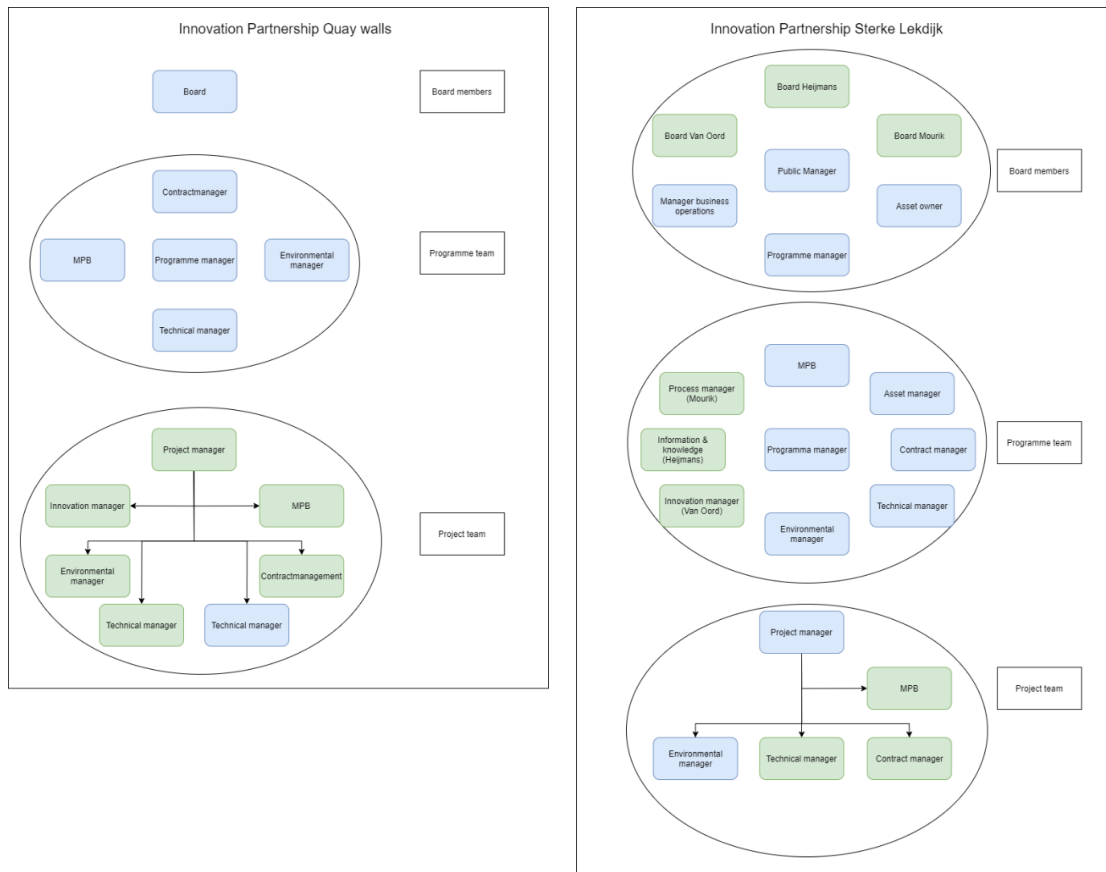 Innovation Partnership Quay walls
Board
Board members
Contractmanager
MPB
Programme manager
Environmental
manager
Programme team
Technical manager
Project manager
Innovation manager
MPB
Project team
Environmental
manager
Contractmanagement
Technical manager
Technical manager
Innovation Partnership Sterke Lekdijk
Board Heijmans
Board Van Oord
Board Mourik
Public Manager
Board members
Manager business
operations
Asset owner
Programme manager
MPB
Process manager
(Mourik)
Asset manager
Information &
knowledge
(Heijmans)
Programma manager
Contract manager
Programme team
Innovation manager
(Van Oord)
Technical manager
Environmental
manager
Project manager
MPB
Project team
Environmental
manager
Technical manager
Contract manager